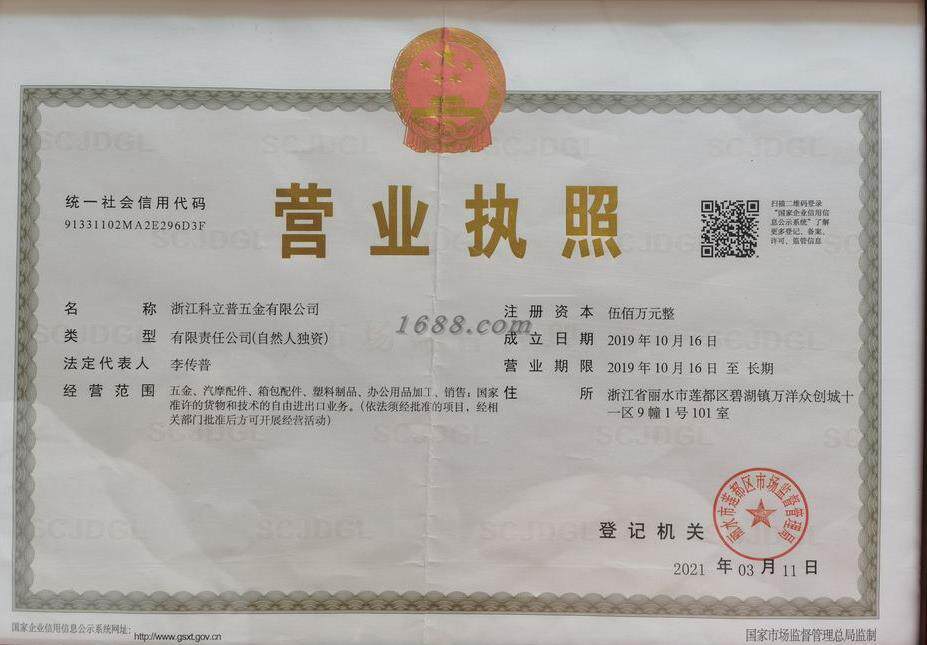 统一社会信用代码
91331102MA2E296D3F
营业执照
扫描二维码登录
“国家企业信用信
息公示系统”了解
更多登记、备案、
许可、监管信息
名 称 浙江科立普五金有限公司
类 型 有限责任公司(自然人独资)
法定代表人 李传普
经营范围 五金、汽摩配件、箱包配件、塑料制品、办公用品加工、销售；国家
准许的货物和技术的自由进出口业务。(依法须经批准的项目，经相
关部门批准后方可开展经营活动)
注册资本 伍佰万元整
成立日期 2019年10月16日
营业期限 2019年10月16日 至 长期
住 所 浙江省丽水市莲都区碧湖镇万洋众创城十
一区9幢1号101室
1688.com
登记机关
丽水市莲都区市场监督管理局
2021 年 03 月 11 日
国家企业信用信息公示系统网址：http://www.gsxt.gov.cn
国家市场监督管理总局监制
SCJDGL